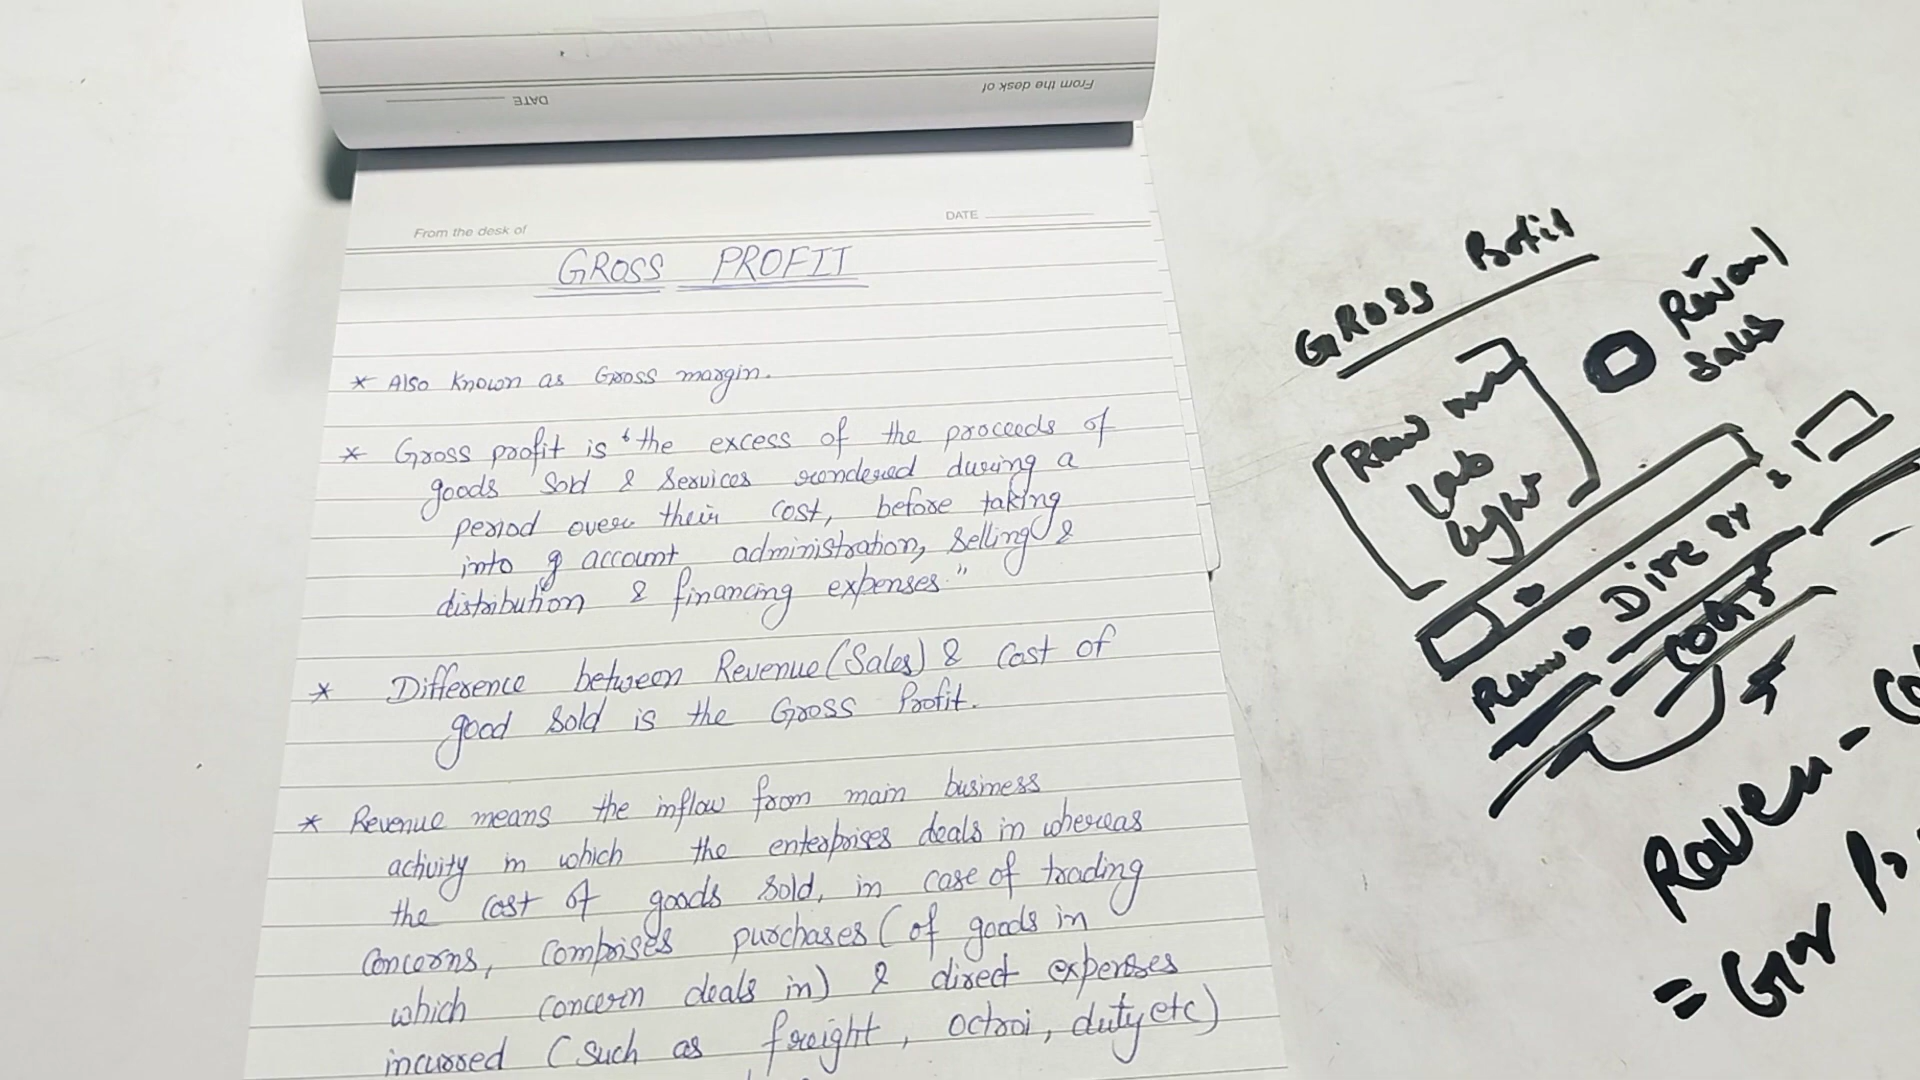 From the desk of
DATE
From the desk of
DATE
GROSS PROFIT
* Also Known as Gross margin.
* Gross profit is "the excess of the proceeds of
goods Sold & Services rendered during a
period over their cost, before taking
into account administration, Selling &
distribution & financing expenses."
* Difference between Revenue (Sales) & Cost of
good Sold is the Gross Profit.
* Revenue means the inflow from main business
activity in which the enterprises deals in whereas
the cost of goods Sold, in case of trading
Concerns, Comprises purchases (of goods in
which concern deals in) & direct expenses
incurred (Such as freight, octroi, duty etc)
GROSS Profit
Sales
Raw
Lab
COGS